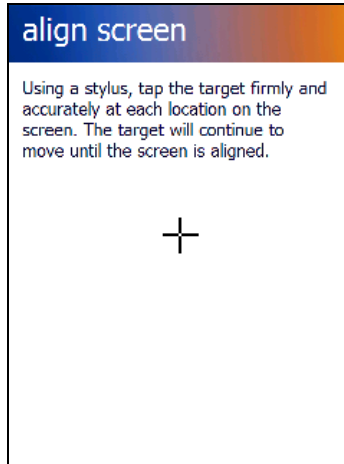 align screen
Using a stylus, tap the target firmly and
accurately at each location on the
screen. The target will continue to
move until the screen is aligned.